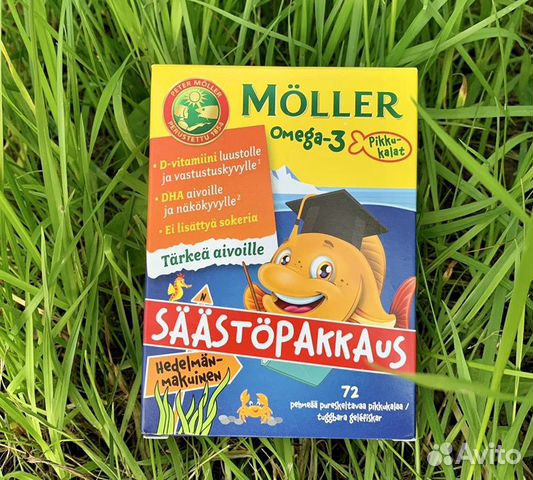 PETER MÖLLER
PERUSTETTU 1854
MÖLLER
Omega-3
Pikku-
kalat
• D-vitamiini luustolle
ja vastustuskyvylle¹
• DHA aivoille
ja näkökyvylle²
• Ei lisättyä sokeria
Tärkeä aivoille
N
SÄÄSTÖPAKKAUS
Hedelmän-
makuinen
72
pehmeää pureskeltavaa pikkukalaa /
tuggbara geléfiskar
Avito